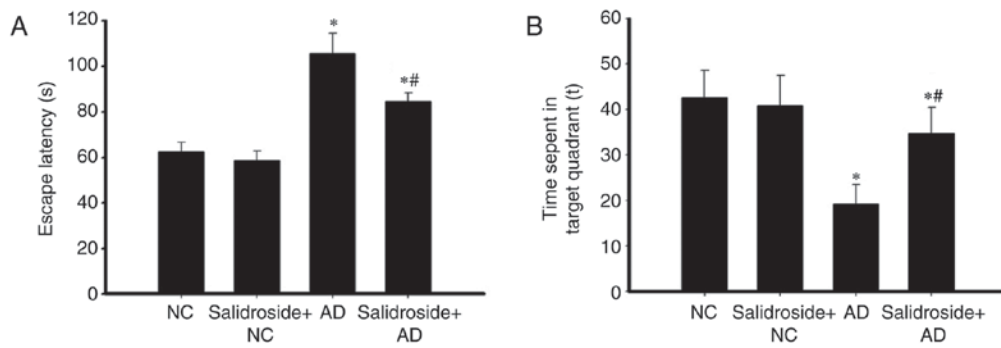 A
Escape latency (s)
120
100
80
60
40
20
0
*
*#
NC
Salidroside+
NC
AD
Salidroside+
AD
B
Time sepent in
target quadrant (t)
60
50
40
30
20
10
0
*
*#
NC
Salidroside+
NC
AD
Salidroside+
AD